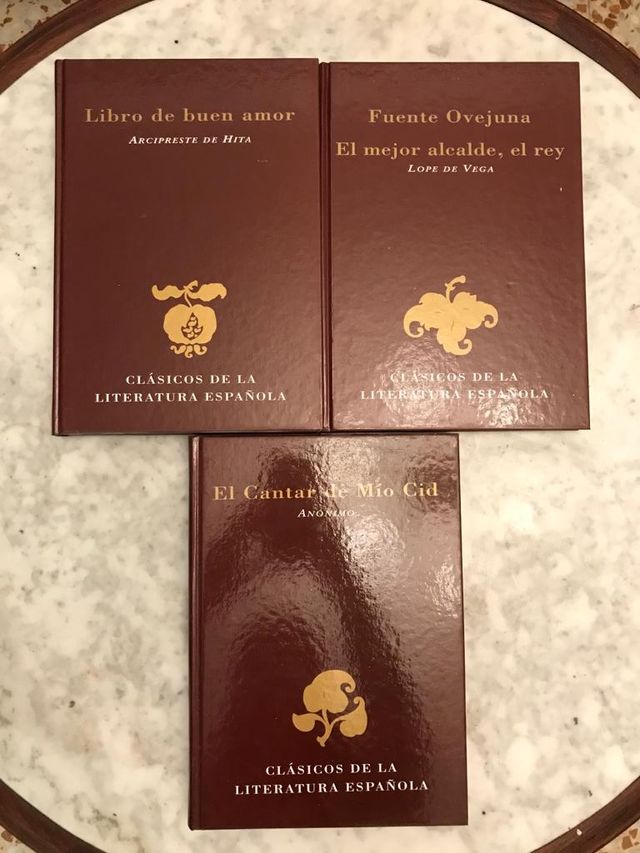 Libro de buen amor
ARCIPRESTE DE HITA
CLÁSICOS DE LA
LITERATURA ESPAÑOLA
Fuente Ovejuna
El mejor alcalde, el rey
LOPE DE VEGA
CLÁSICOS DE LA
LITERATURA ESPAÑOLA
El Cantar de Mío Cid
ANÓNIMO
CLÁSICOS DE LA
LITERATURA ESPAÑOLA